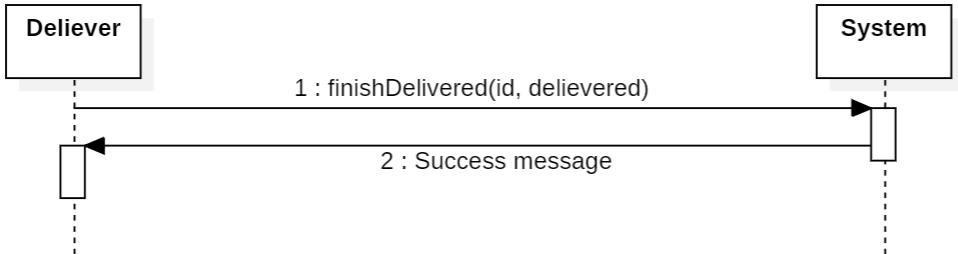 Deliever
System
1 : finishDelivered(id, delievered)
2 : Success message